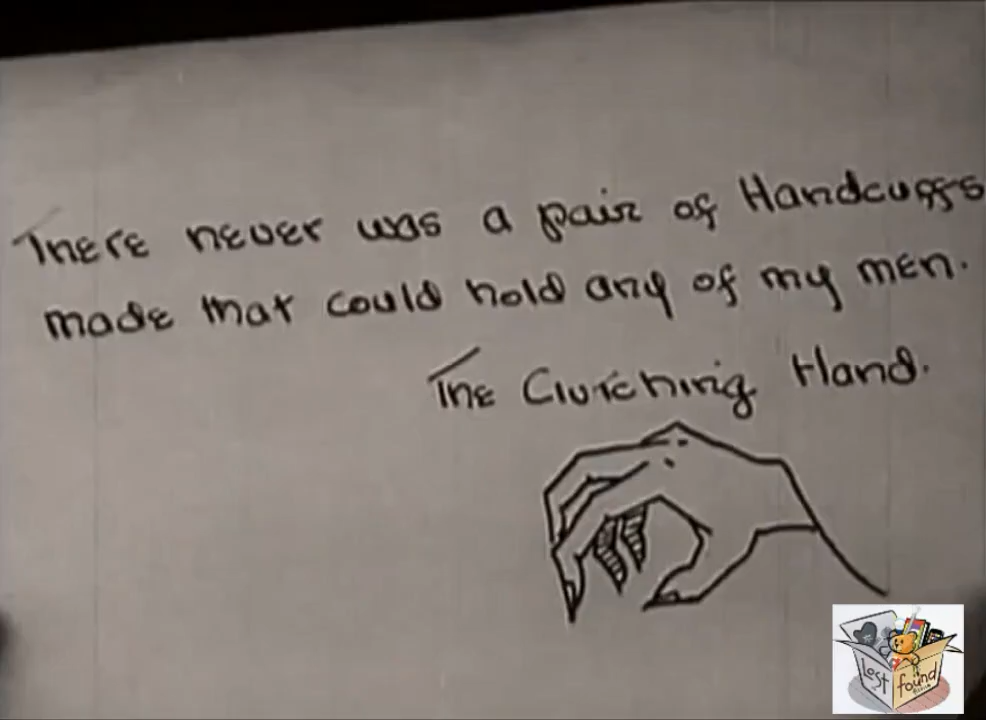 There never was a pair of Handcuffs
made that could hold any of my men.
The Clutching Hand.
Lost found